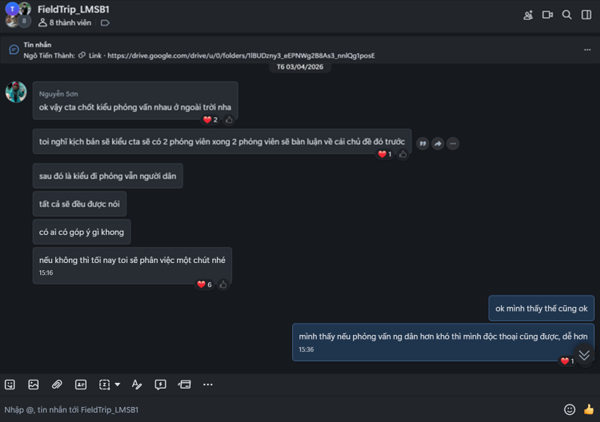 FieldTrip_LMSB1
8 thành viên
Tin nhắn
Ngô Tiến Thành: Link · https://drive.google.com/drive/u/0/folders/1lBUDzny3_eEPNWg2B8As3_nnlQg1posE
T6 03/04/2026
Nguyễn Sơn
ok vậy cta chốt kiểu phỏng vấn nhau ở ngoài trời nha
2
toi nghĩ kịch bản sẽ kiểu cta sẽ có 2 phóng viên xong 2 phóng viên sẽ bàn luận về cái chủ đề đó trước
1
sau đó là kiểu đi phỏng vấn người dân
tất cả sẽ đều được nói
có ai có góp ý gì khong
nếu không thì tối nay toi sẽ phân việc một chút nhé
15:16
6
ok mình thấy thế cũng ok
mình thấy nếu phỏng vấn ng dân hơn khó thì mình độc thoại cũng được, dễ hơn
15:36
1
Nhập @, tin nhắn tới FieldTrip_LMSB1